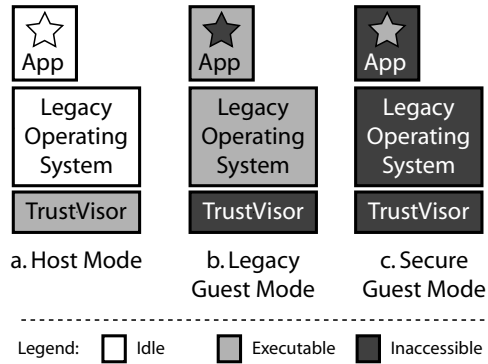 App
Legacy
Operating
System
TrustVisor
a. Host Mode
App
Legacy
Operating
System
TrustVisor
b. Legacy
Guest Mode
App
Legacy
Operating
System
TrustVisor
c. Secure
Guest Mode
Legend: Idle Executable Inaccessible